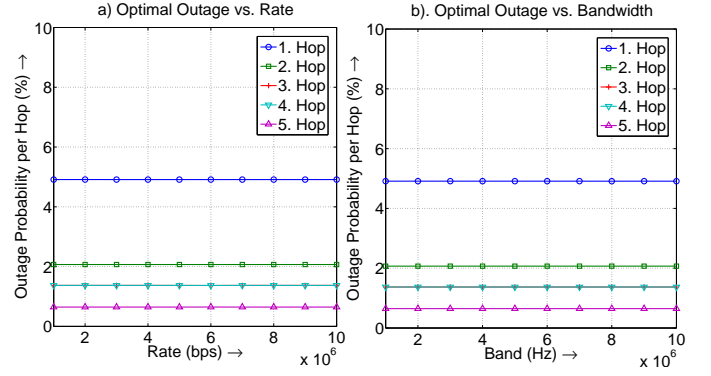 a) Optimal Outage vs. Rate
Outage Probability per Hop (%) →
10
8
6
4
2
0
1. Hop
2. Hop
3. Hop
4. Hop
5. Hop
2 4 6 8 10
x 10^6
Rate (bps) →
b). Optimal Outage vs. Bandwidth
Outage Probability per Hop (%) →
10
8
6
4
2
0
1. Hop
2. Hop
3. Hop
4. Hop
5. Hop
2 4 6 8 10
x 10^6
Band (Hz) →